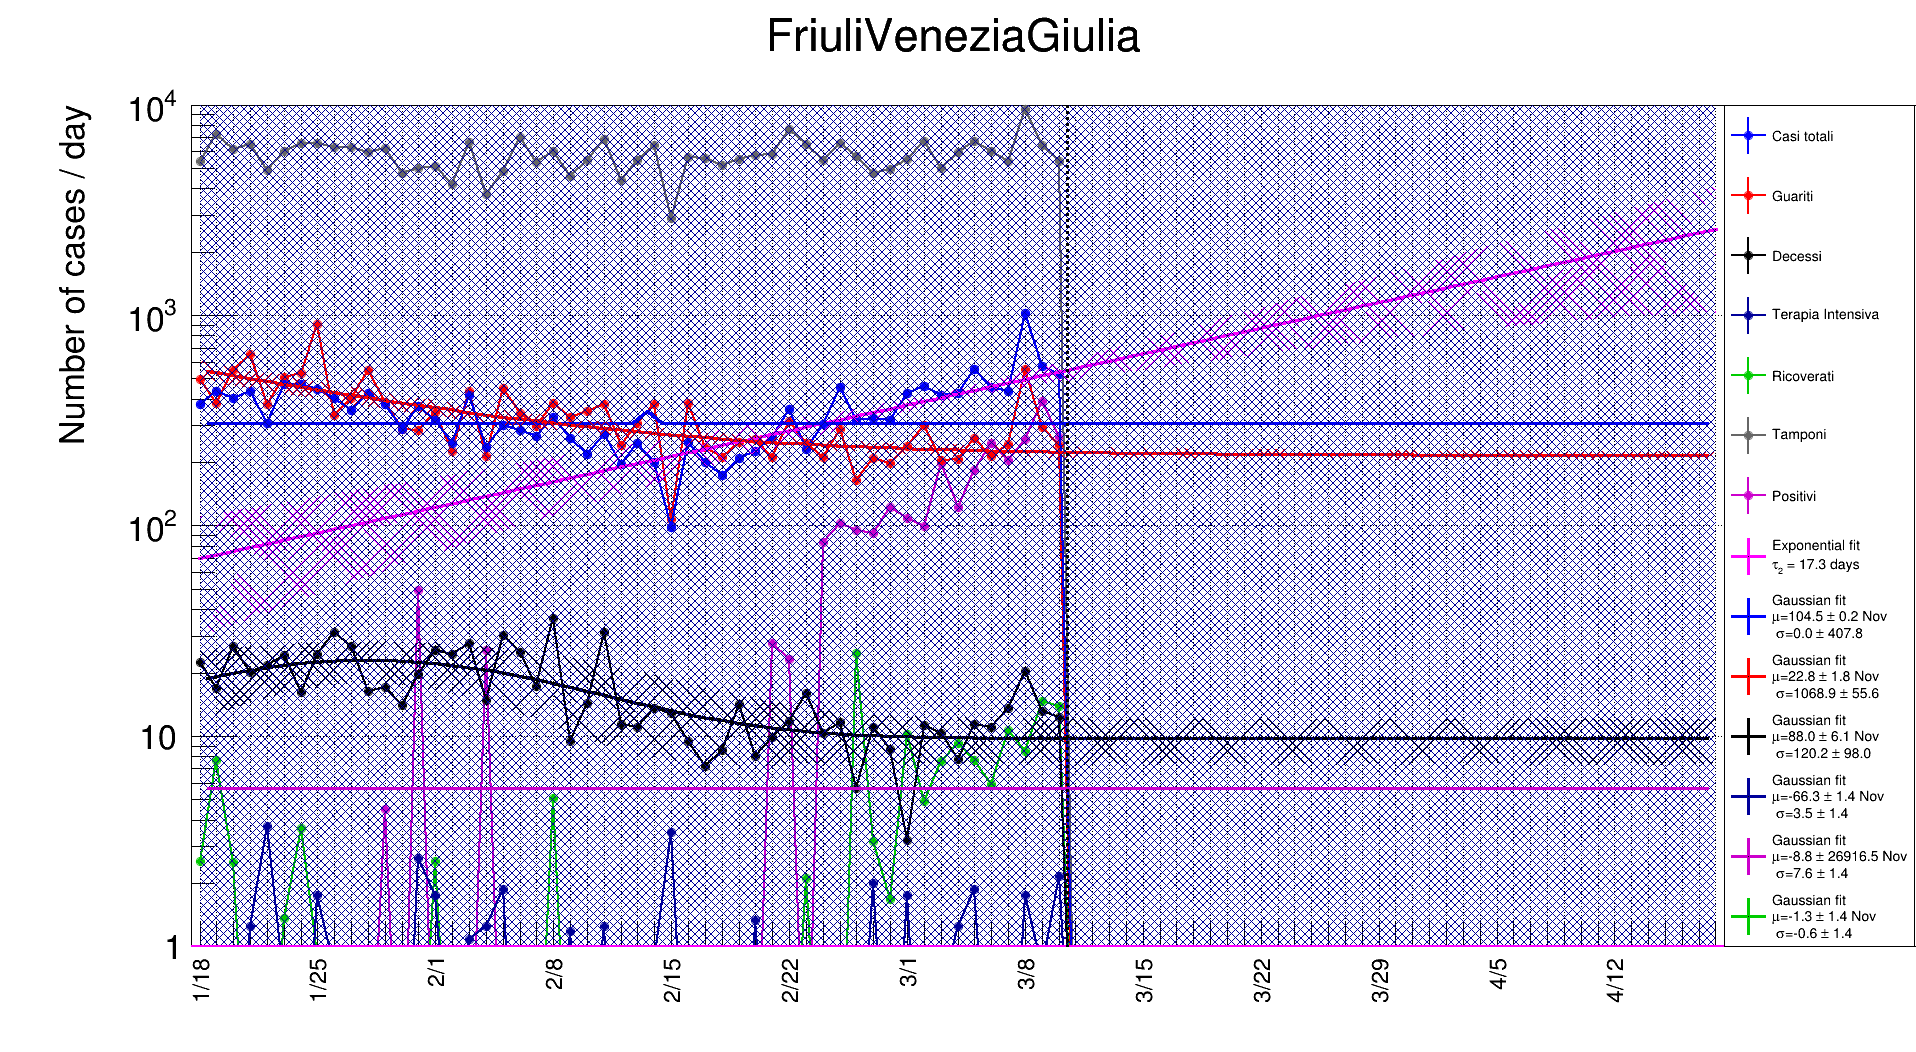 FriuliVeneziaGiulia
Number of cases / day
10⁴
10³
10²
10
1
1/18
1/25
2/1
2/8
2/15
2/22
3/1
3/8
3/15
3/22
3/29
4/5
4/12
Casi totali
Guariti
Decessi
Terapia Intensiva
Ricoverati
Tamponi
Positivi
Exponential fit
τ₂ = 17.3 days
Gaussian fit
μ=104.5 ± 0.2 Nov
σ=0.0 ± 407.8
Gaussian fit
μ=22.8 ± 1.8 Nov
σ=1068.9 ± 55.6
Gaussian fit
μ=88.0 ± 6.1 Nov
σ=120.2 ± 98.0
Gaussian fit
μ=-66.3 ± 1.4 Nov
σ=3.5 ± 1.4
Gaussian fit
μ=-8.8 ± 26916.5 Nov
σ=7.6 ± 1.4
Gaussian fit
μ=-1.3 ± 1.4 Nov
σ=-0.6 ± 1.4